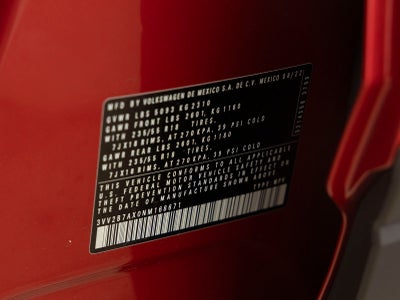 MFD BY VOLKSWAGEN DE MEXICO S.A. DE C.V. MEXICO
GVWR LBS 5093 KG 2310
GAWR FRONT LBS 2601, KG 1180
WITH 235/55 R18 TIRES,
7JX18 RIMS, AT 270 KPA, 39 PSI COLD
GAWR REAR LBS 2601, KG 1180
WITH 235/55 R18 TIRES,
7JX18 RIMS, AT 270 KPA, 39 PSI COLD
THIS VEHICLE CONFORMS TO ALL APPLICABLE
U.S. FEDERAL MOTOR VEHICLE SAFETY AND
THEFT PREVENTION STANDARDS IN EFFECT ON
THE DATE OF MANUFACTURE SHOWN ABOVE.
3VV2B7AX0NM168671 TYPE MPV